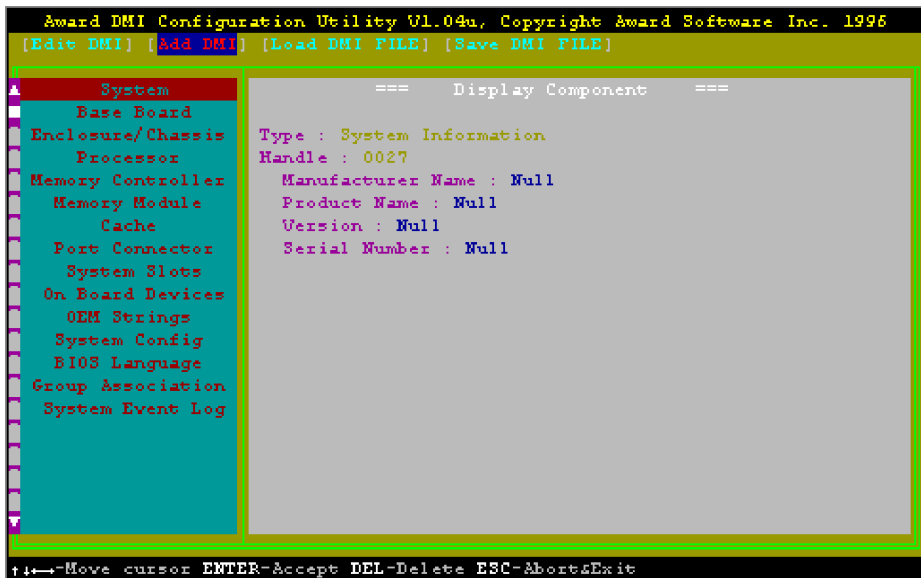 Award DMI Configuration Utility V1.04u, Copyright Award Software Inc. 1996
[Edit DMI] [Add DMI] [Load DMI FILE] [Save DMI FILE]
System
Base Board
Enclosure/Chassis
Processor
Memory Controller
Memory Module
Cache
Port Connector
System Slots
On Board Devices
OEM Strings
System Config
BIOS Language
Group Association
System Event Log
=== Display Component ===
Type : System Information
Handle : 0027
Manufacturer Name : Null
Product Name : Null
Version : Null
Serial Number : Null
↑↓←→-Move cursor ENTER-Accept DEL-Delete ESC-Abort&Exit